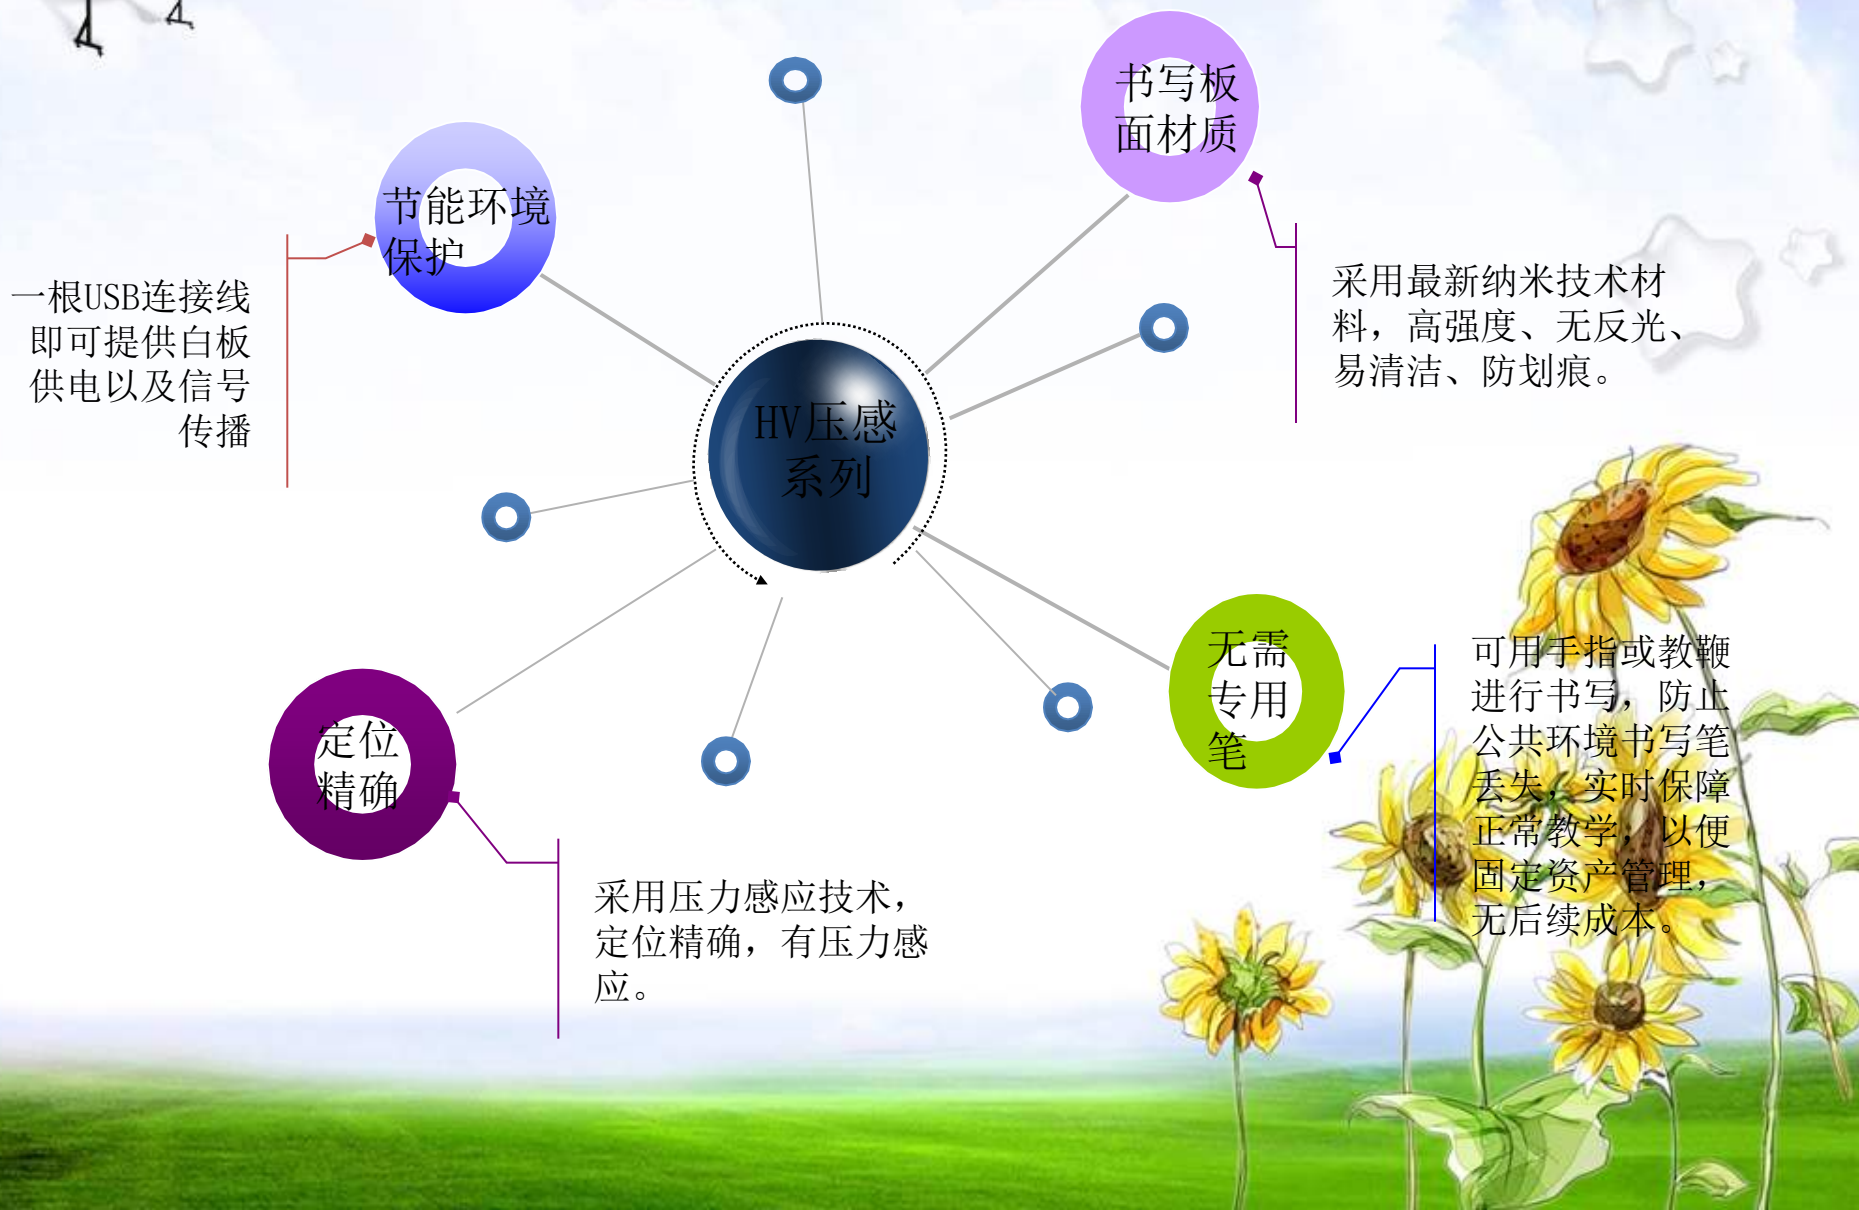 书写板
面材质
节能环境
保护
一根USB连接线
即可提供白板
供电以及信号
传播
采用最新纳米技术材
料，高强度、无反光、
易清洁、防划痕。
HV压感
系列
无需
专用
笔
可用手指或教鞭
进行书写，防止
公共环境书写笔
丢失，实时保障
正常教学，以便
固定资产管理，
无后续成本。
定位
精确
采用压力感应技术，
定位精确，有压力感
应。